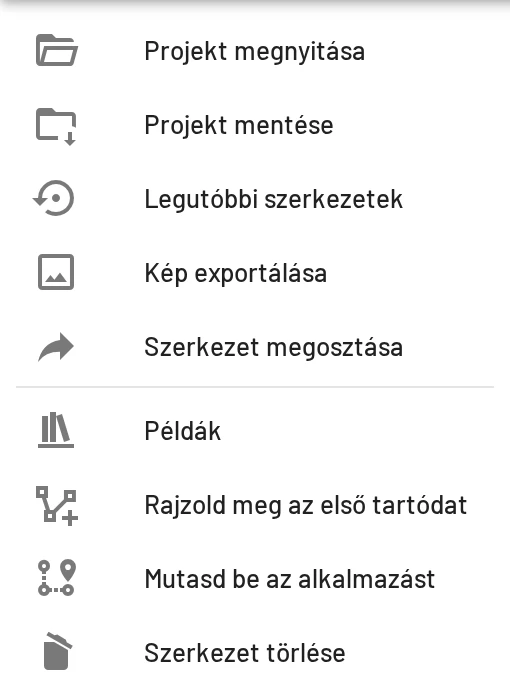 Projekt megnyitása
Projekt mentése
Legutóbbi szerkezetek
Kép exportálása
Szerkezet megosztása
Példák
Rajzold meg az első tartódat
Mutasd be az alkalmazást
Szerkezet törlése